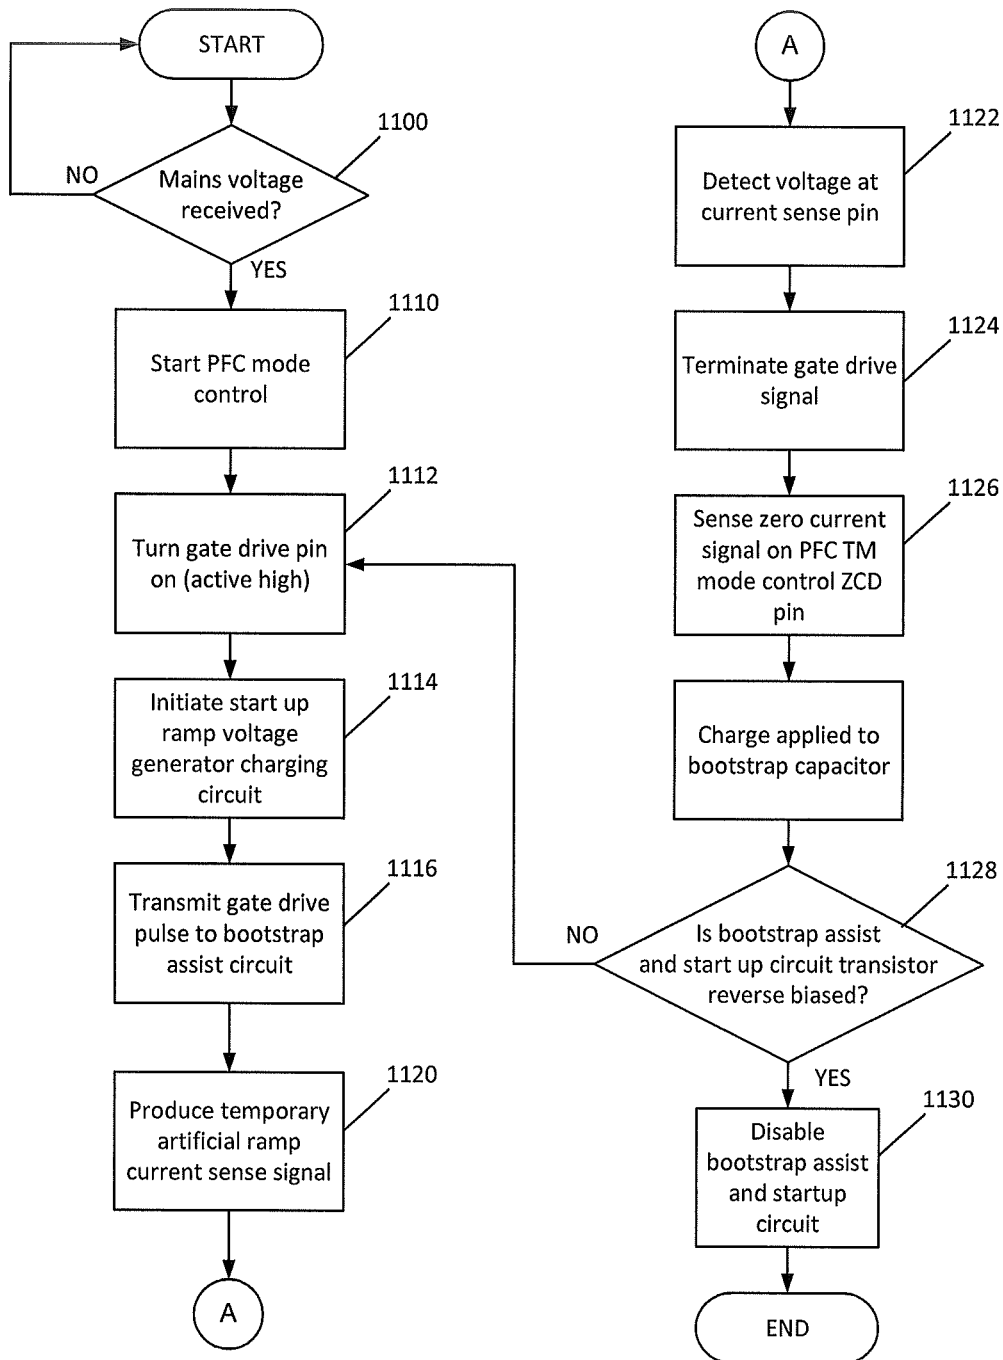 START
1100
Mains voltage
received?
NO
YES
1110
Start PFC mode
control
1112
Turn gate drive pin
on (active high)
1114
Initiate start up
ramp voltage
generator charging
circuit
1116
Transmit gate drive
pulse to bootstrap
assist circuit
1120
Produce temporary
artificial ramp
current sense signal
A
A
1122
Detect voltage at
current sense pin
1124
Terminate gate drive
signal
1126
Sense zero current
signal on PFC TM
mode control ZCD
pin
Charge applied to
bootstrap capacitor
1128
NO
Is bootstrap assist
and start up circuit transistor
reverse biased?
YES
1130
Disable
bootstrap assist
and startup
circuit
END